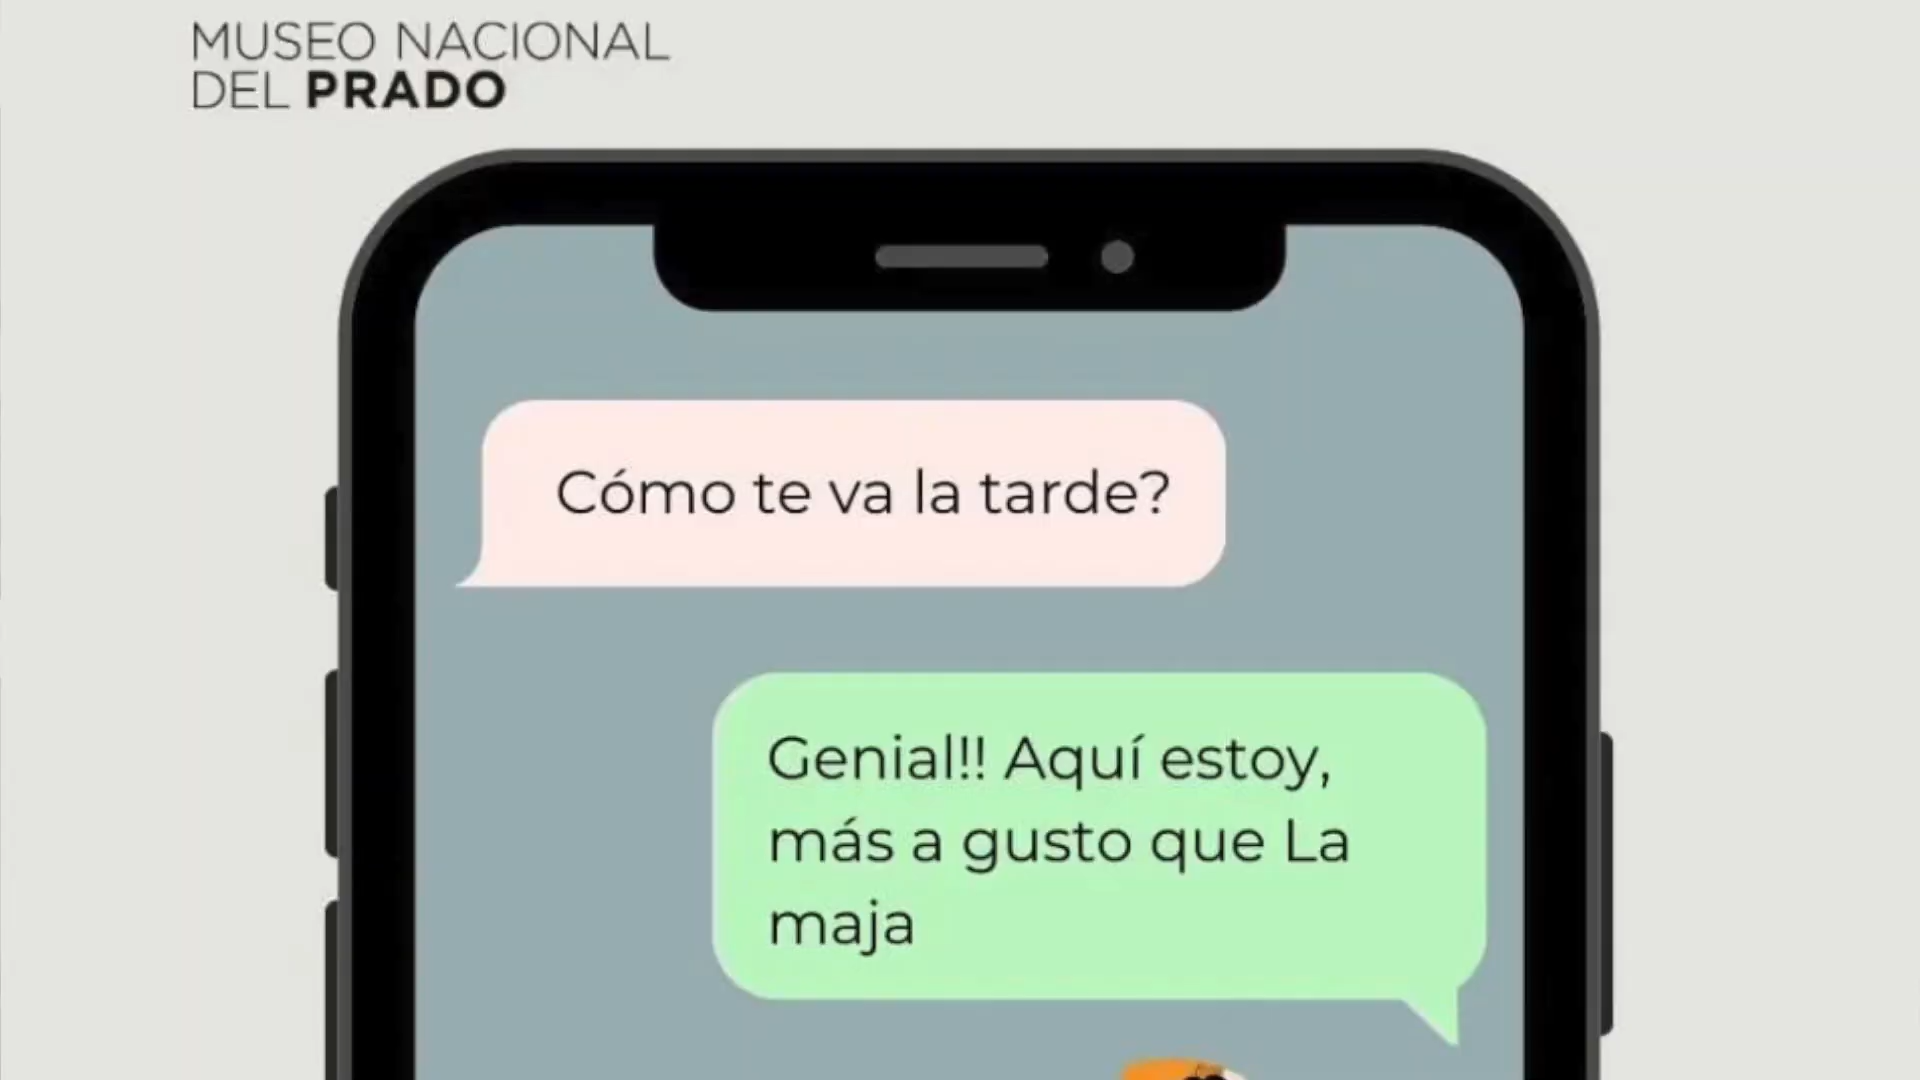 MUSEO NACIONAL
DEL PRADO
Cómo te va la tarde?
Genial!! Aquí estoy,
más a gusto que La
maja